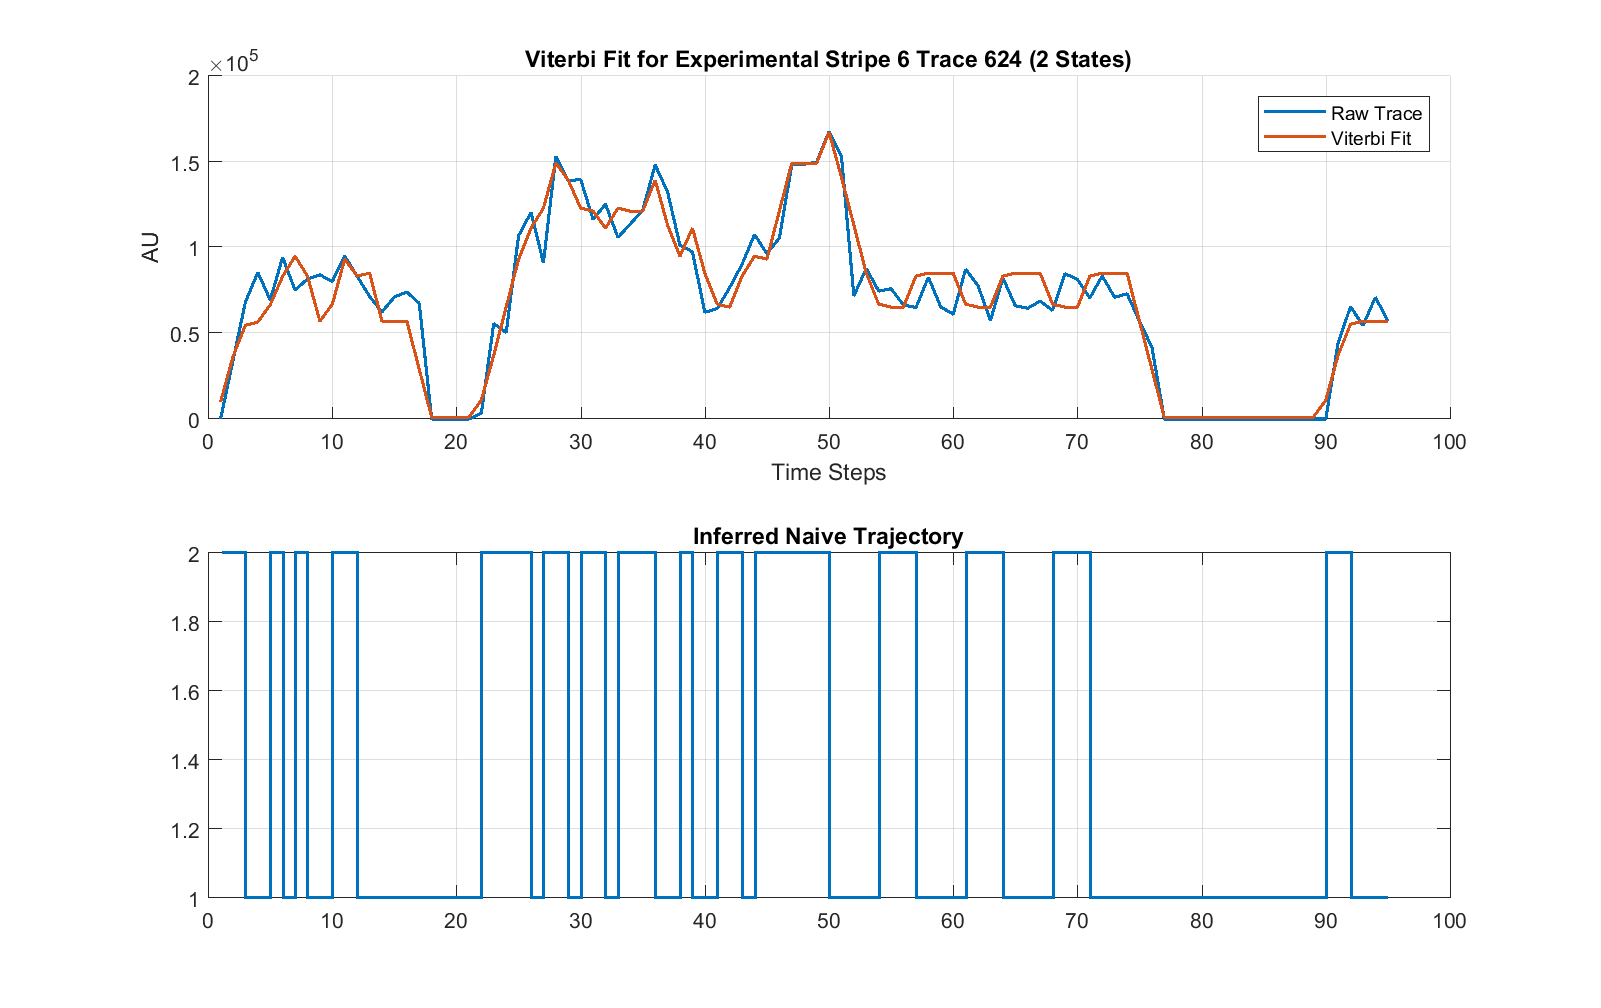 Viterbi Fit for Experimental Stripe 6 Trace 624 (2 States)
×10^5
2
1.5
1
0.5
0
AU
Raw Trace
Viterbi Fit
0 10 20 30 40 50 60 70 80 90 100
Time Steps
Inferred Naive Trajectory
2
1.8
1.6
1.4
1.2
1
0 10 20 30 40 50 60 70 80 90 100